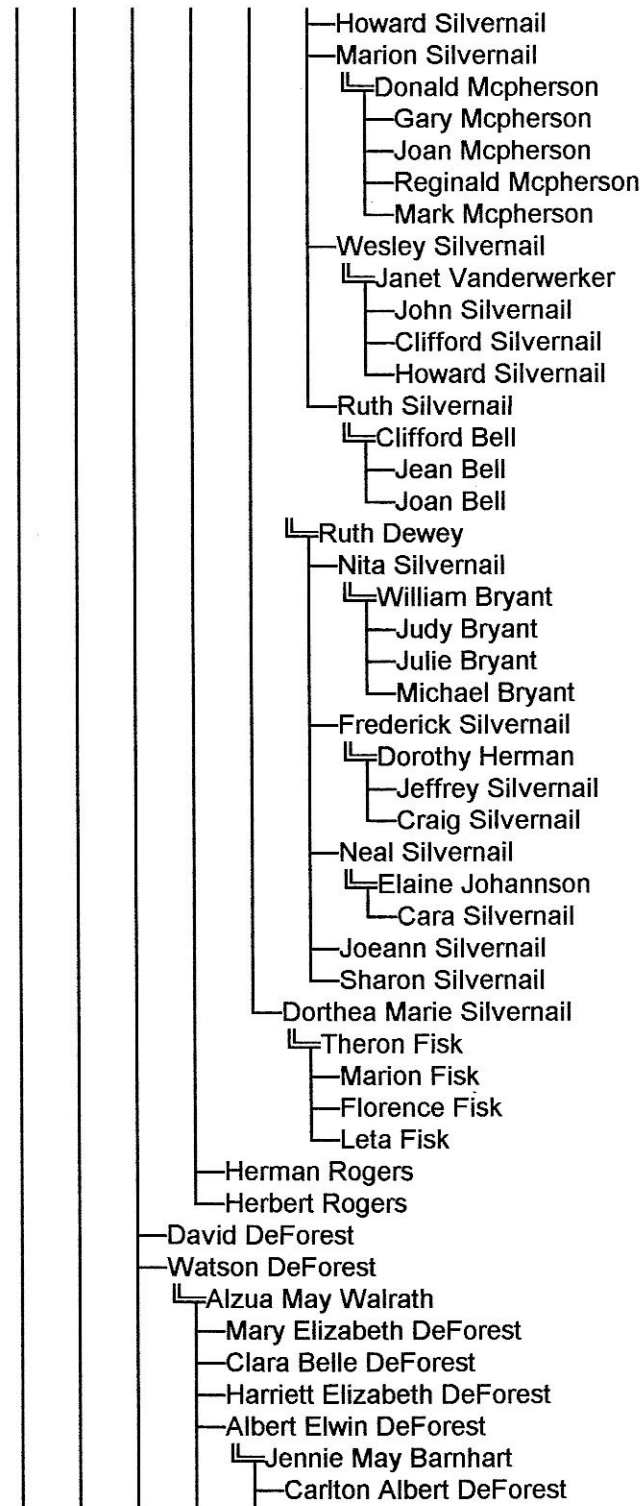 Howard Silvernail
Marion Silvernail
Donald Mcpherson
Gary Mcpherson
Joan Mcpherson
Reginald Mcpherson
Mark Mcpherson
Wesley Silvernail
Janet Vanderwerker
John Silvernail
Clifford Silvernail
Howard Silvernail
Ruth Silvernail
Clifford Bell
Jean Bell
Joan Bell
Ruth Dewey
Nita Silvernail
William Bryant
Judy Bryant
Julie Bryant
Michael Bryant
Frederick Silvernail
Dorothy Herman
Jeffrey Silvernail
Craig Silvernail
Neal Silvernail
Elaine Johannson
Cara Silvernail
Joeann Silvernail
Sharon Silvernail
Dorthea Marie Silvernail
Theron Fisk
Marion Fisk
Florence Fisk
Leta Fisk
Herman Rogers
Herbert Rogers
David DeForest
Watson DeForest
Alzua May Walrath
Mary Elizabeth DeForest
Clara Belle DeForest
Harriett Elizabeth DeForest
Albert Elwin DeForest
Jennie May Barnhart
Carlton Albert DeForest